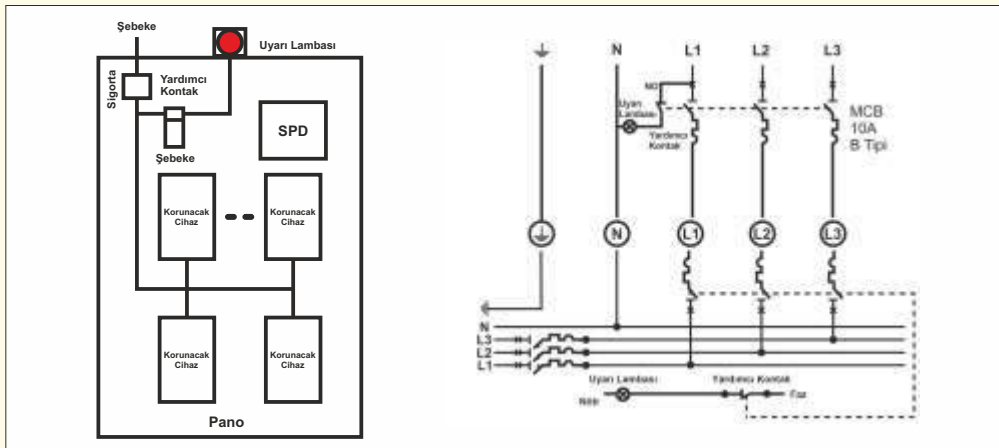 Şebeke
Uyarı Lambası
Sigorta
Yardımcı
Kontak
SPD
Şebeke
Korunacak
Cihaz
Korunacak
Cihaz
Korunacak
Cihaz
Korunacak
Cihaz
Pano
N
L1
L2
L3
NO
Uyarı
Lambası
Yardımcı
Kontak
MCB
10A
B Tipi
N
L1
L2
L3
N
L3
L2
L1
Uyarı Lambası
Yardımcı Kontak
Nötr
Faz